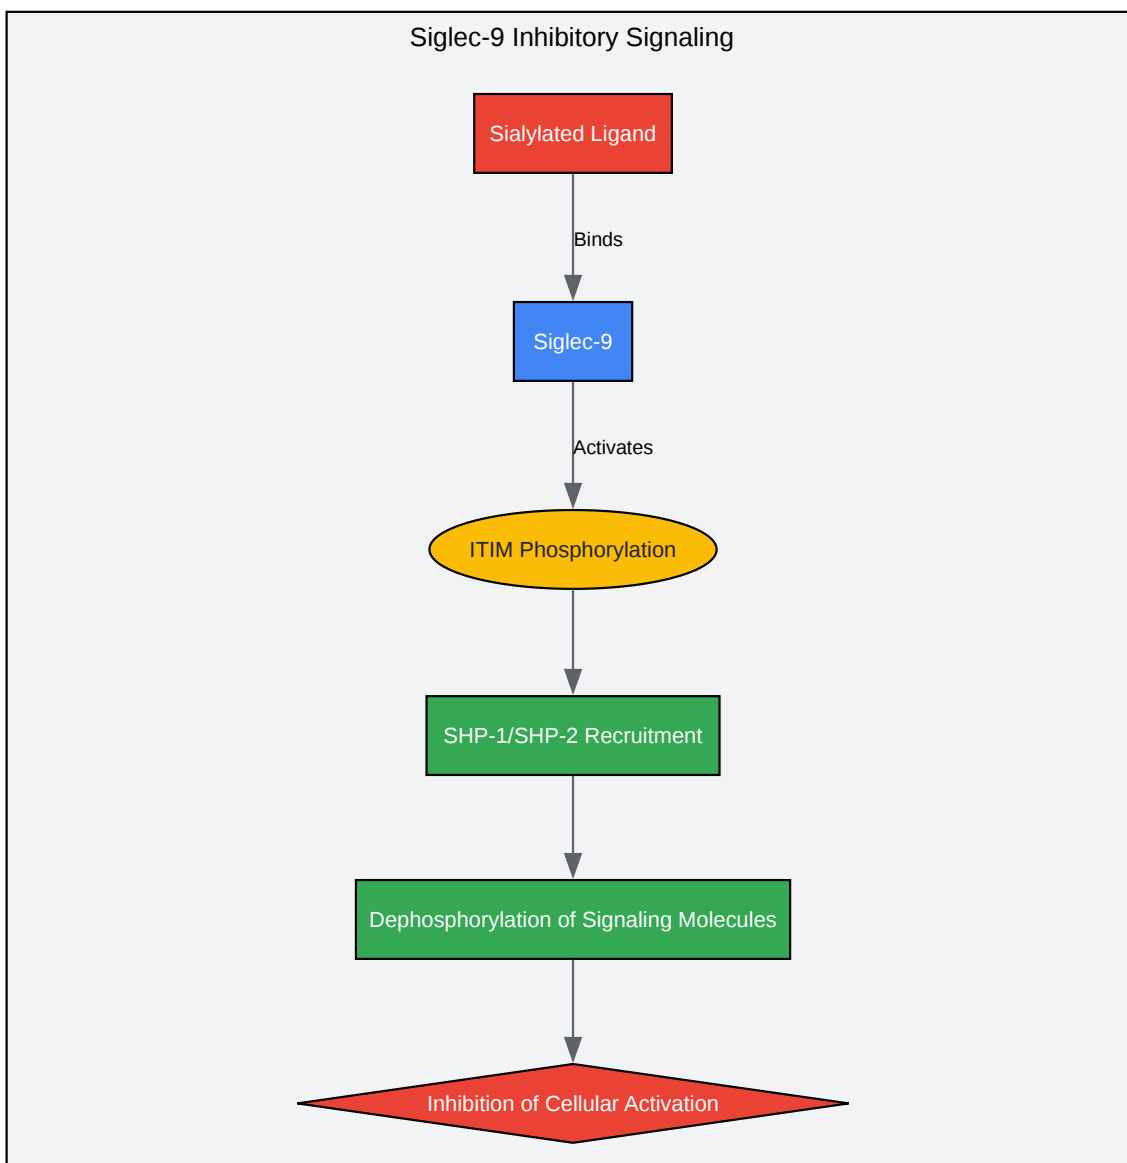 Siglec-9 Inhibitory Signaling
Sialylated Ligand
Binds
Siglec-9
Activates
ITIM Phosphorylation
SHP-1/SHP-2 Recruitment
Dephosphorylation of Signaling Molecules
Inhibition of Cellular Activation